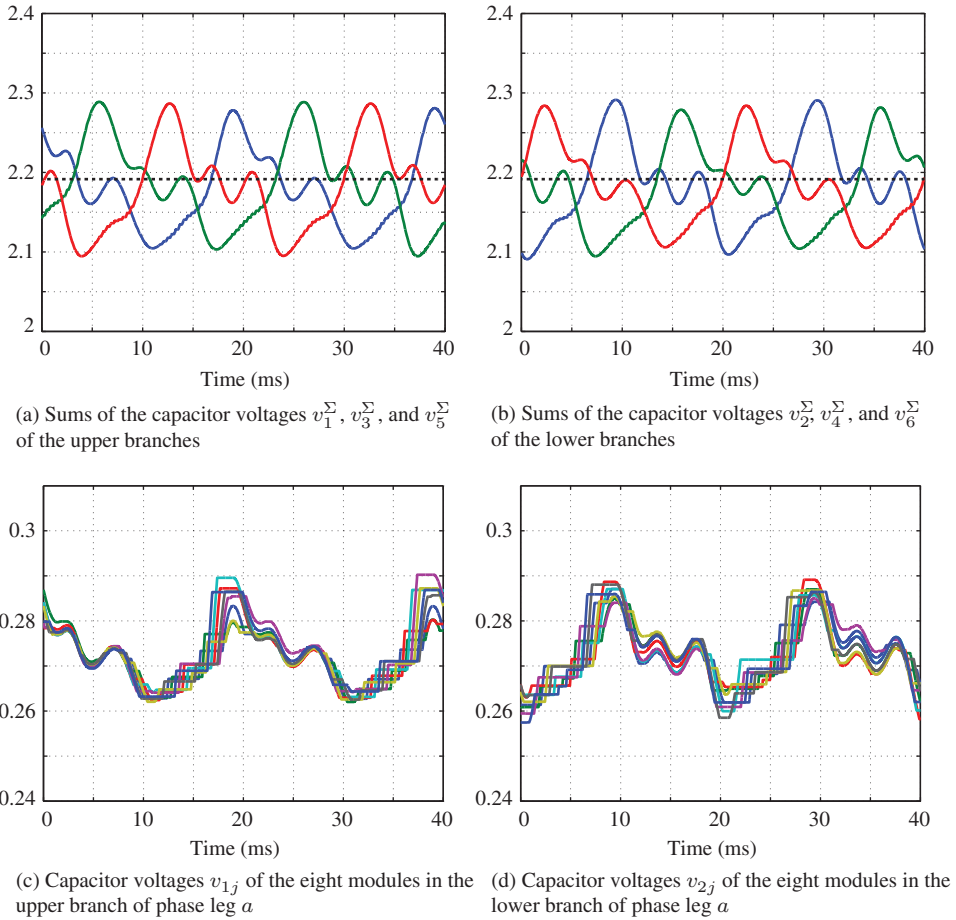 2.4
2.3
2.2
2.1
2
0 10 20 30 40
Time (ms)
(a) Sums of the capacitor voltages $v_1^Σ$, $v_3^Σ$, and $v_5^Σ$
of the upper branches
2.4
2.3
2.2
2.1
2
0 10 20 30 40
Time (ms)
(b) Sums of the capacitor voltages $v_2^Σ$, $v_4^Σ$, and $v_6^Σ$
of the lower branches
0.3
0.28
0.26
0.24
0 10 20 30 40
Time (ms)
(c) Capacitor voltages $v_{1j}$ of the eight modules in the
upper branch of phase leg a
0.3
0.28
0.26
0.24
0 10 20 30 40
Time (ms)
(d) Capacitor voltages $v_{2j}$ of the eight modules in the
lower branch of phase leg a